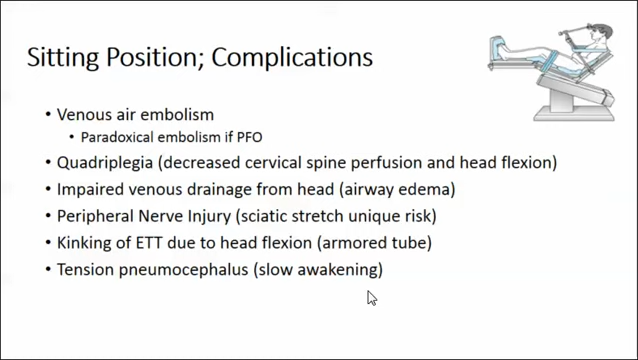 Sitting Position; Complications
• Venous air embolism
• Paradoxical embolism if PFO
• Quadriplegia (decreased cervical spine perfusion and head flexion)
• Impaired venous drainage from head (airway edema)
• Peripheral Nerve Injury (sciatic stretch unique risk)
• Kinking of ETT due to head flexion (armored tube)
• Tension pneumocephalus (slow awakening)